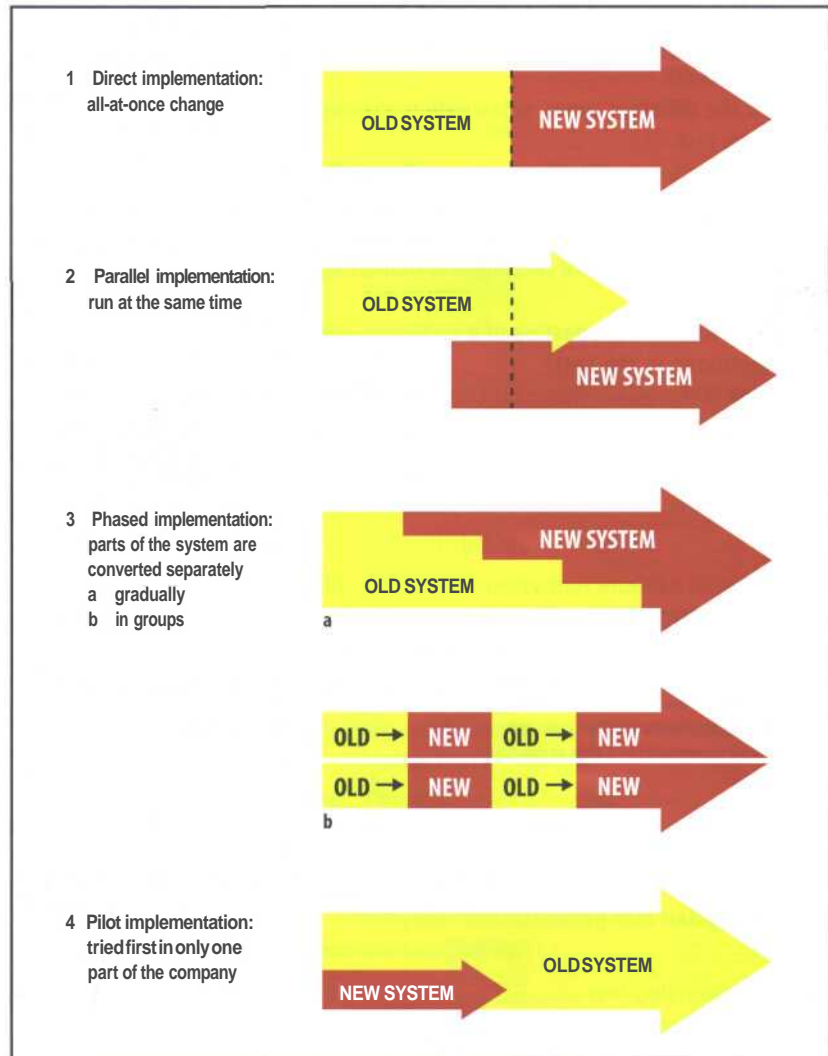 1 Direct implementation:
all-at-once change
OLD SYSTEM
NEW SYSTEM
2 Parallel implementation:
run at the same time
OLD SYSTEM
NEW SYSTEM
3 Phased implementation:
parts of the system are
converted separately
a gradually
b in groups
NEW SYSTEM
OLD SYSTEM
a
OLD → NEW OLD → NEW
OLD → NEW OLD → NEW
b
4 Pilot implementation:
tried first in only one
part of the company
OLD SYSTEM
NEW SYSTEM